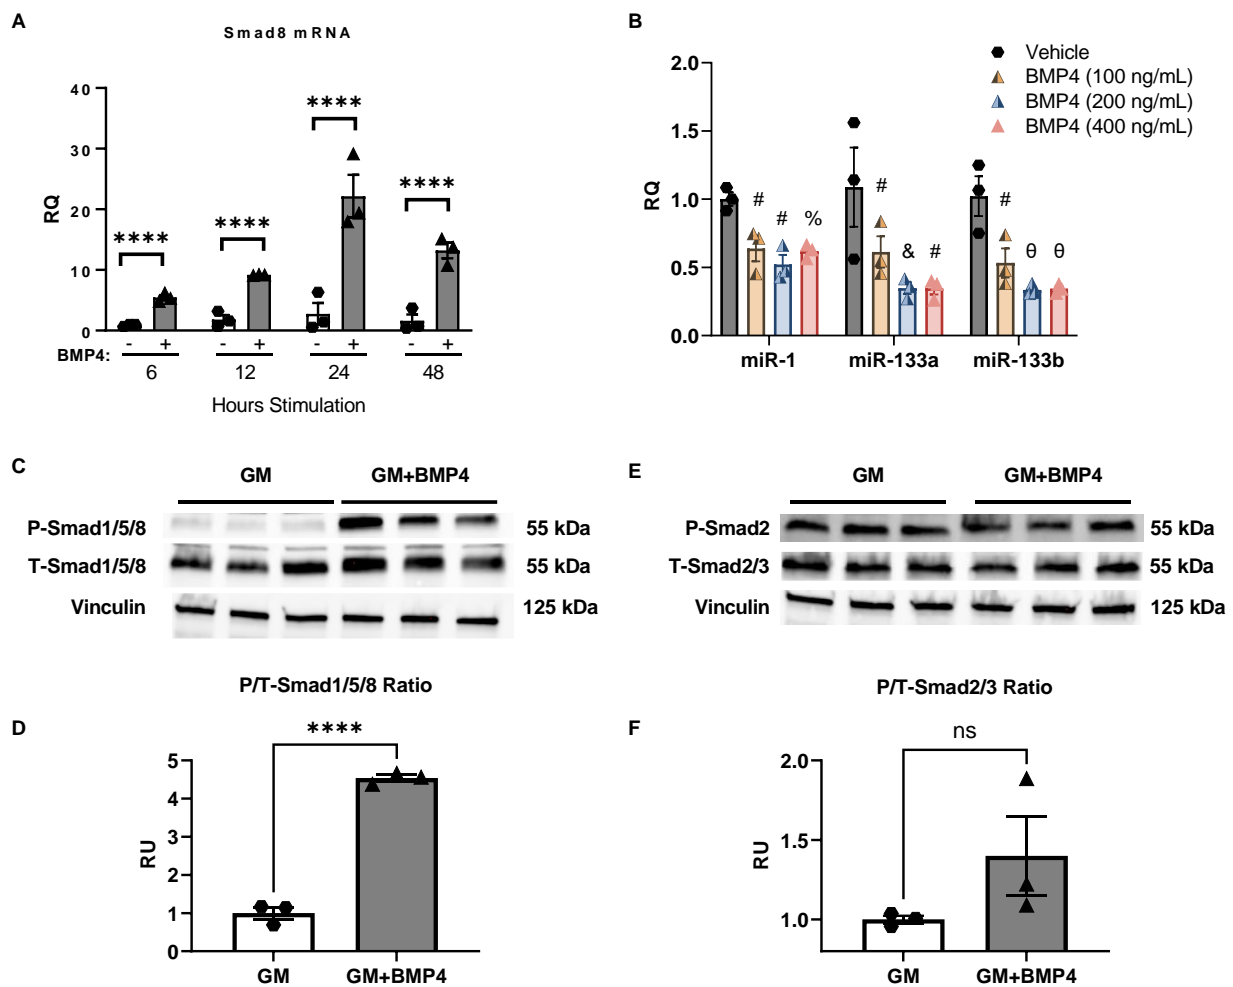 A
Smad8 mRNA
RQ
40
30
20
10
0
****
****
****
****
BMP4:
- + - + - + - +
6 12 24 48
Hours Stimulation
B
RQ
2.0
1.5
1.0
0.5
0.0
Vehicle
BMP4 (100 ng/mL)
BMP4 (200 ng/mL)
BMP4 (400 ng/mL)
# # %
# & #
# θ θ
miR-1 miR-133a miR-133b
C
GM GM+BMP4
P-Smad1/5/8 55 kDa
T-Smad1/5/8 55 kDa
Vinculin 125 kDa
E
GM GM+BMP4
P-Smad2 55 kDa
T-Smad2/3 55 kDa
Vinculin 125 kDa
D
P/T-Smad1/5/8 Ratio
****
RU
5
4
3
2
1
0
GM GM+BMP4
F
P/T-Smad2/3 Ratio
ns
RU
2.0
1.5
1.0
GM GM+BMP4